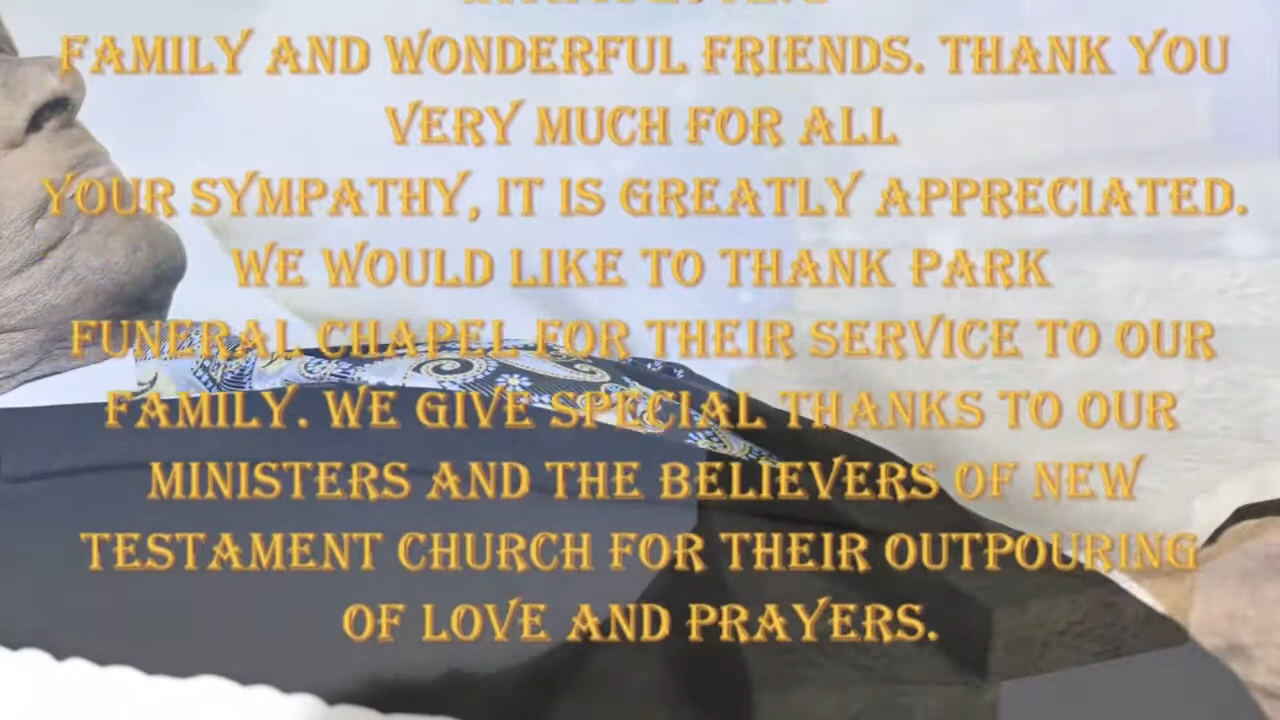 FAMILY AND WONDERFUL FRIENDS. THANK YOU
VERY MUCH FOR ALL
YOUR SYMPATHY, IT IS GREATLY APPRECIATED.
WE WOULD LIKE TO THANK PARK
FUNERAL CHAPEL FOR THEIR SERVICE TO OUR
FAMILY. WE GIVE SPECIAL THANKS TO OUR
MINISTERS AND THE BELIEVERS OF NEW
TESTAMENT CHURCH FOR THEIR OUTPOURING
OF LOVE AND PRAYERS.